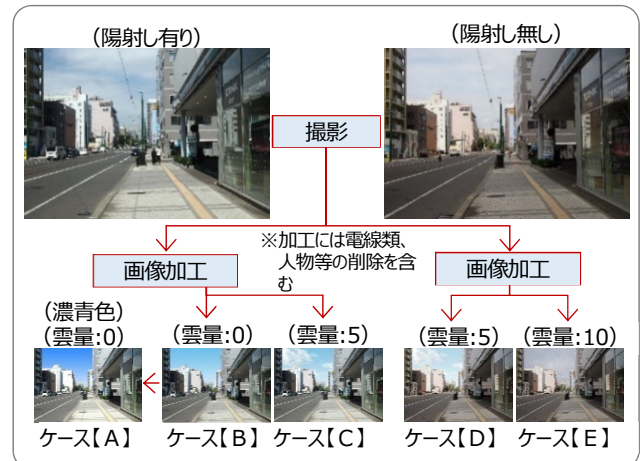 (陽射し有り)
(陽射し無し)
撮影
※加工には電線類、
人物等の削除を含
む
画像加工
画像加工
(濃青色)
(雲量:0)
(雲量:0)
(雲量:5)
(雲量:5)
(雲量:10)
ケース【A】
ケース【B】
ケース【C】
ケース【D】
ケース【E】